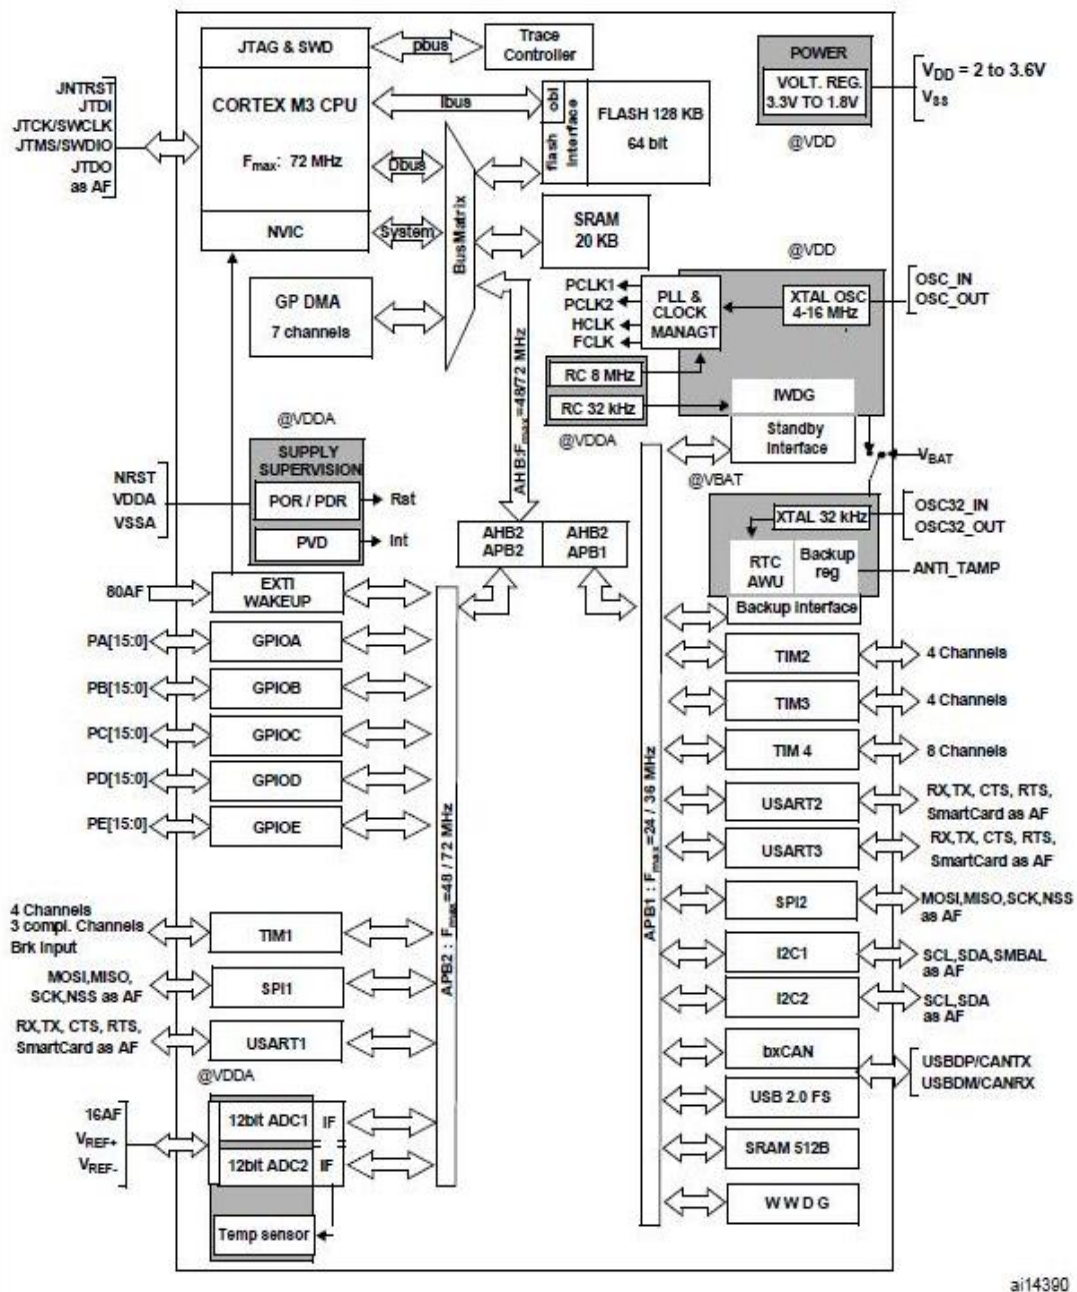 JTAG & SWD
pbus
Trace
Controller
POWER
VOLT. REG.
3.3V TO 1.8V
@VDD
VDD = 2 to 3.6V
VSS
JNTRST
JTDI
JTCK/SWCLK
JTMS/SWDIO
JTDO
as AF
CORTEX M3 CPU
Fmax: 72 MHz
NVIC
Ibus
Dbus
System
BusMatrix
obl
flash
Interface
FLASH 128 KB
64 bit
SRAM
20 KB
GP DMA
7 channels
@VDD
PCLK1
PCLK2
HCLK
FCLK
PLL &
CLOCK
MANAGT
XTAL OSC
4-16 MHz
OSC_IN
OSC_OUT
RC 8 MHz
RC 32 kHz
@VDDA
IWDG
Standby
Interface
@VBAT
VBAT
AHB:Fmax=48/72 MHz
@VDDA
SUPPLY
SUPERVISION
NRST
VDDA
VSSA
POR / PDR
Rst
PVD
Int
AHB2
APB2
AHB2
APB1
XTAL 32 kHz
OSC32_IN
OSC32_OUT
RTC
AWU
Backup
reg
ANTI_TAMP
Backup Interface
80AF
EXTI
WAKEUP
PA[15:0]
GPIOA
PB[15:0]
GPIOB
PC[15:0]
GPIOC
PD[15:0]
GPIOD
PE[15:0]
GPIOE
4 Channels
3 compl. Channels
Brk Input
TIM1
MOSI,MISO,
SCK,NSS as AF
SPI1
RX,TX, CTS, RTS,
SmartCard as AF
USART1
@VDDA
16AF
VREF+
VREF-
12bit ADC1
IF
12bit ADC2
IF
Temp sensor
APB2 : Fmax=48 / 72 MHz
APB1 : Fmax=24 / 36 MHz
TIM2
4 Channels
TIM3
4 Channels
TIM 4
8 Channels
USART2
RX,TX, CTS, RTS,
SmartCard as AF
USART3
RX,TX, CTS, RTS,
SmartCard as AF
SPI2
MOSI,MISO,SCK,NSS
as AF
I2C1
SCL,SDA,SMBAL
as AF
I2C2
SCL,SDA
as AF
bxCAN
USBDP/CANTX
USBDM/CANRX
USB 2.0 FS
SRAM 512B
W W D G
ai14390